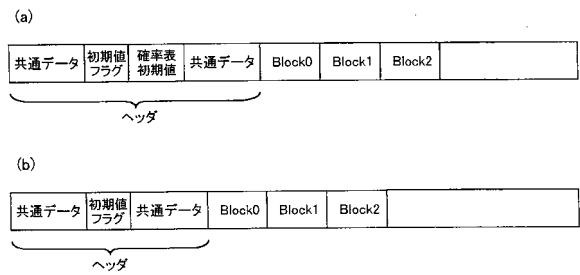 (a)
共通データ 初期値フラグ 確率表初期値 共通データ Block0 Block1 Block2
ヘッダ
(b)
共通データ 初期値フラグ 共通データ Block0 Block1 Block2
ヘッダ